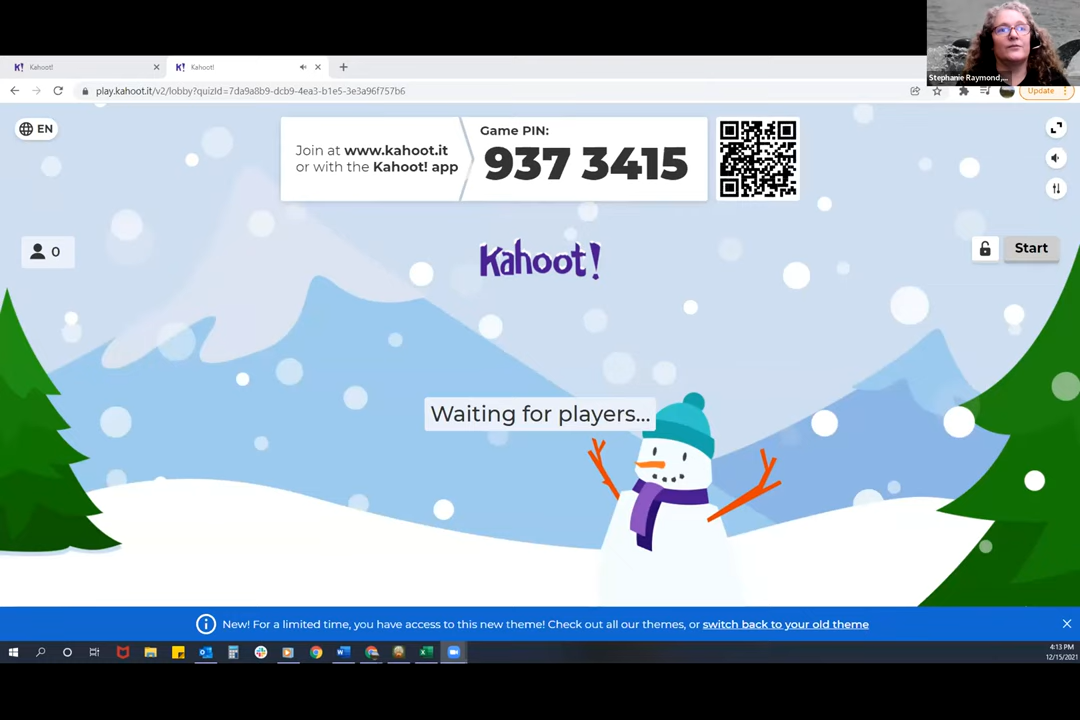 Kahoot!
Kahoot!
play.kahoot.it/v2/lobby?quizId=7da9a8b9-dcb9-4ea3-b1e5-3e3a96f757b6
Stephanie Raymond,...
Update
EN
Join at www.kahoot.it
or with the Kahoot! app
Game PIN:
937 3415
0
Kahoot!
Start
Waiting for players...
New! For a limited time, you have access to this new theme! Check out all our themes, or switch back to your old theme
4:13 PM
12/15/2021